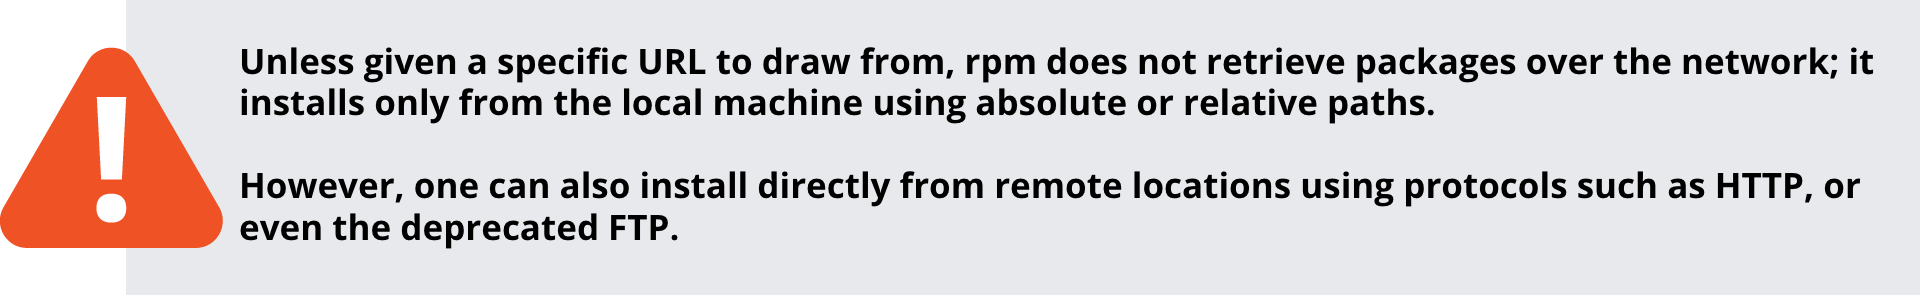 Unless given a specific URL to draw from, rpm does not retrieve packages over the network; it
installs only from the local machine using absolute or relative paths.
However, one can also install directly from remote locations using protocols such as HTTP, or
even the deprecated FTP.